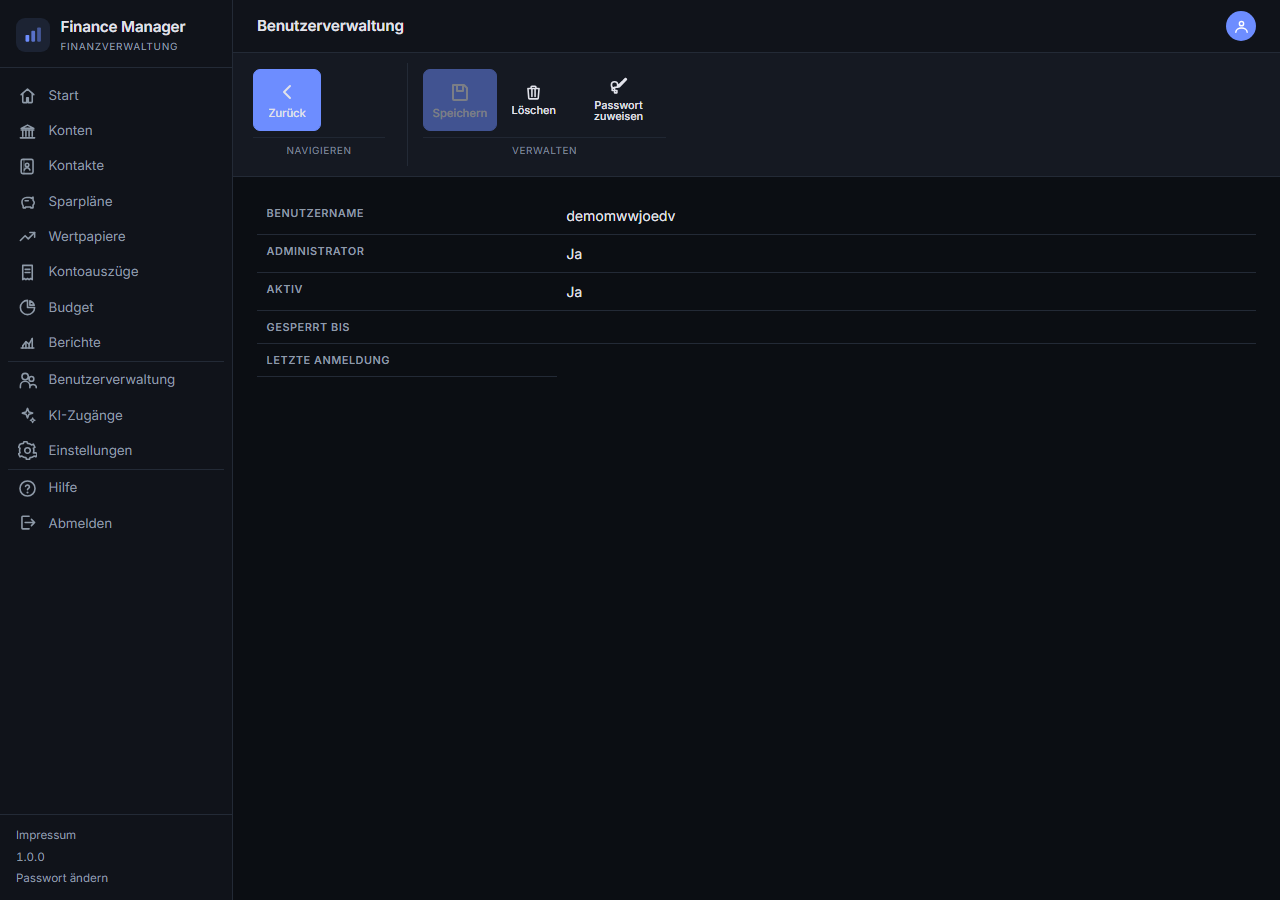 Finance Manager
FINANZVERWALTUNG
Start
Konten
Kontakte
Sparpläne
Wertpapiere
Kontoauszüge
Budget
Berichte
Benutzerverwaltung
KI-Zugänge
Einstellungen
Hilfe
Abmelden
Impressum
1.0.0
Passwort ändern
Benutzerverwaltung
Zurück
NAVIGIEREN
Speichern
Löschen
Passwort
zuweisen
VERWALTEN
BENUTZERNAME demomwwjoedv
ADMINISTRATOR Ja
AKTIV Ja
GESPERRT BIS
LETZTE ANMELDUNG